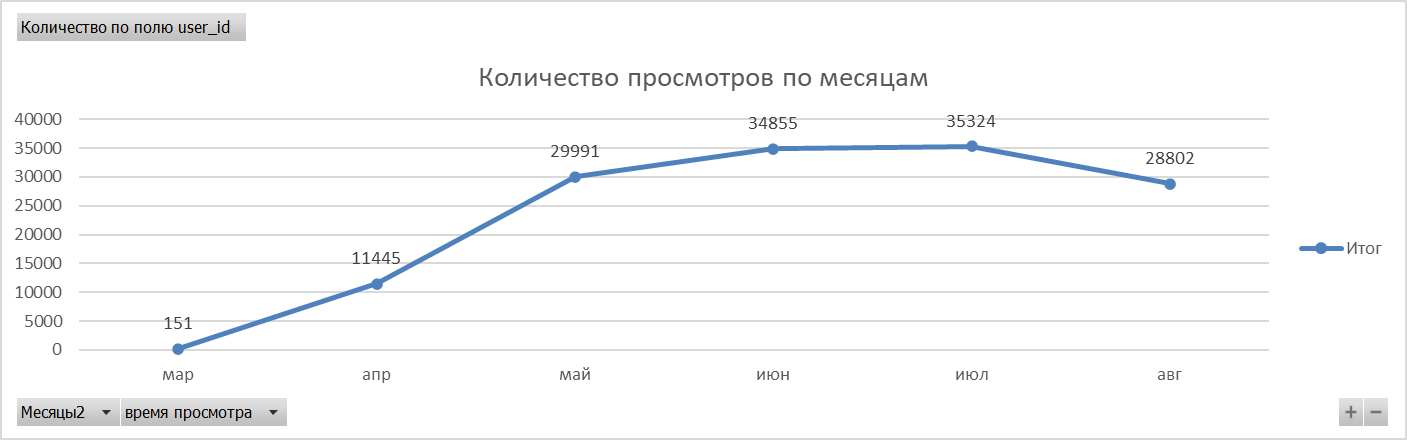 Количество по полю user_id
Количество просмотров по месяцам
40000
35000
30000
25000
20000
15000
10000
5000
0
151
11445
29991
34855
35324
28802
мар
апр
май
июн
июл
авг
Итог
Месяцы2
время просмотра
+
-